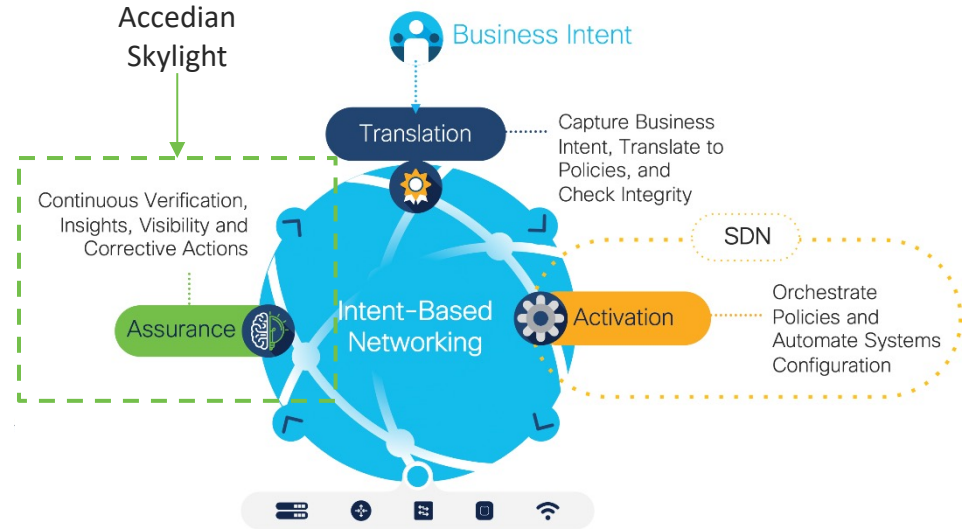 Accedian
Skylight
Business Intent
Translation
Capture Business
Intent, Translate to
Policies, and
Check Integrity
Continuous Verification,
Insights, Visibility and
Corrective Actions
SDN
Assurance
Intent-Based
Networking
Activation
Orchestrate
Policies and
Automate Systems
Configuration